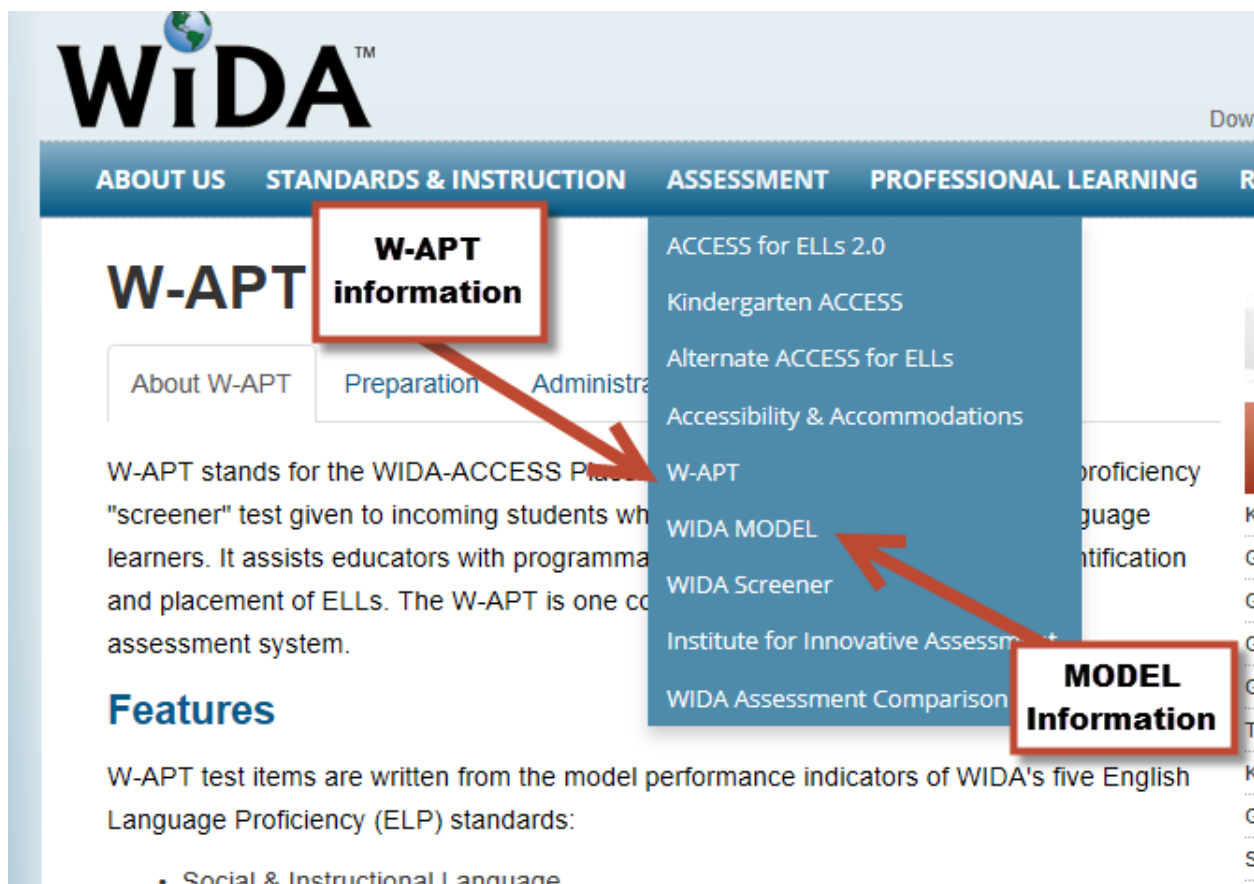 WiDA™
Dow
ABOUT US STANDARDS & INSTRUCTION ASSESSMENT PROFESSIONAL LEARNING R
W-APT
W-APT
information
About W-APT Preparation Administra
ACCESS for ELLs 2.0
Kindergarten ACCESS
Alternate ACCESS for ELLs
Accessibility & Accommodations
W-APT
WIDA MODEL
WIDA Screener
Institute for Innovative Assessment
WIDA Assessment Comparison
MODEL
Information
W-APT stands for the WIDA-ACCESS proficiency
"screener" test given to incoming students wh guage
learners. It assists educators with programma ntification
and placement of ELLs. The W-APT is one co
assessment system.
Features
W-APT test items are written from the model performance indicators of WIDA's five English
Language Proficiency (ELP) standards:
• Social & Instructional Language